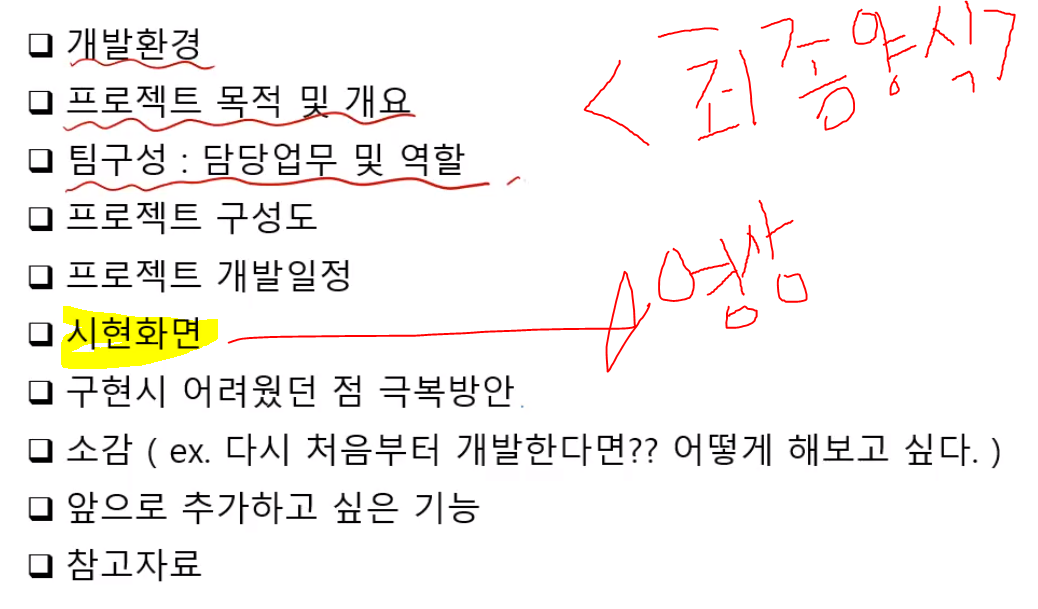 개발환경
<최종양식>
프로젝트 목적 및 개요
팀구성 : 담당업무 및 역할
프로젝트 구성도
프로젝트 개발일정
영상
시현화면
구현시 어려웠던 점 극복방안
소감 ( ex. 다시 처음부터 개발한다면?? 어떻게 해보고 싶다. )
앞으로 추가하고 싶은 기능
참고자료